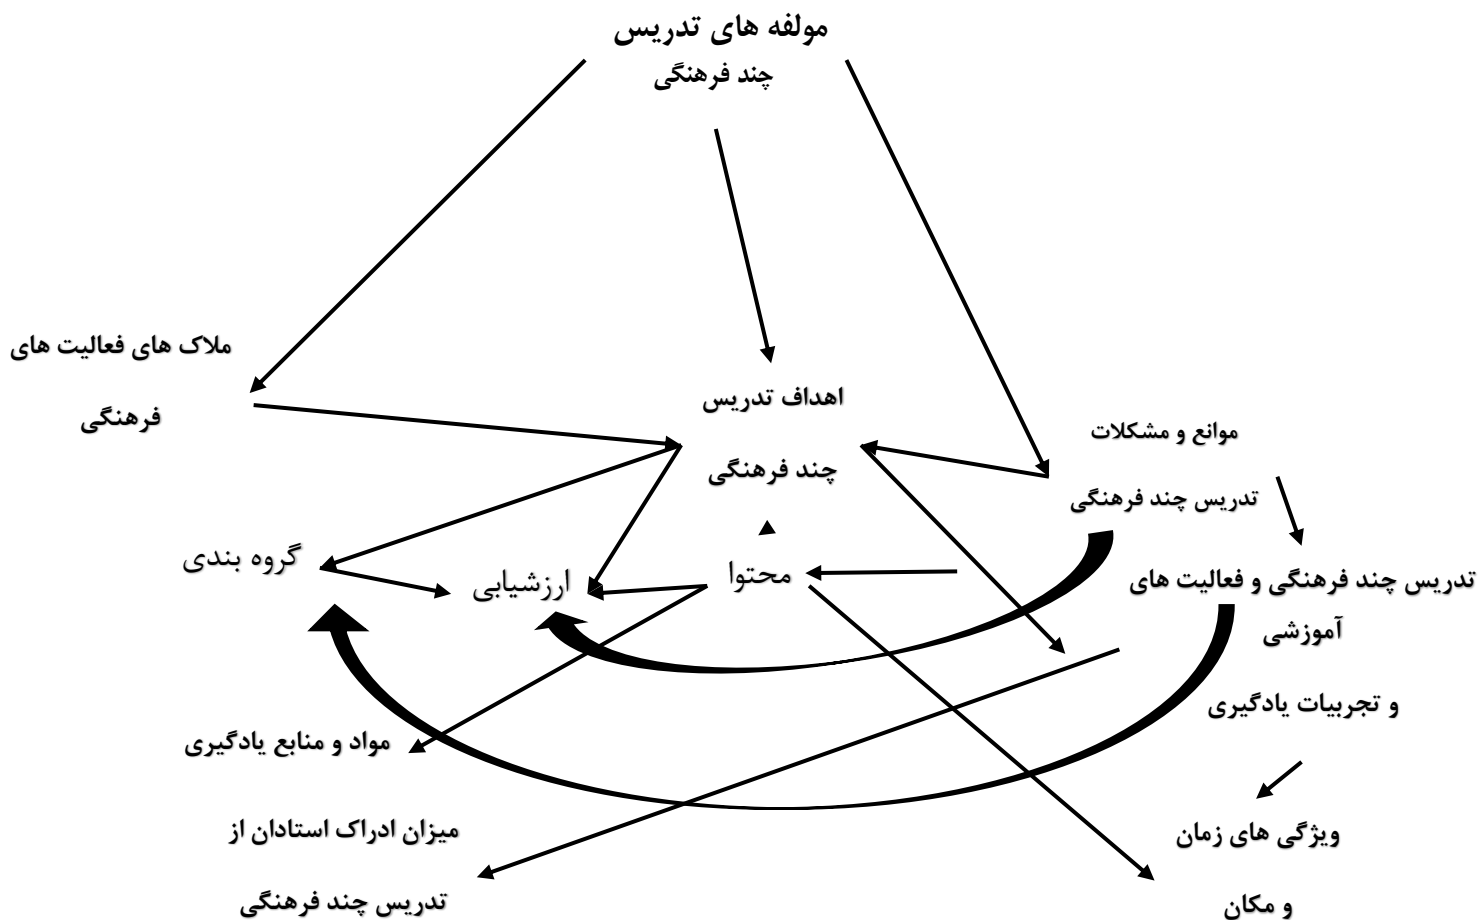 مولفه های تدریس
چند فرهنگی
ملاک های فعالیت های
فرهنگی
اهداف تدریس
چند فرهنگی
موانع و مشکلات
تدریس چند فرهنگی
گروه بندی
ارزشیابی
محتوا
تدریس چند فرهنگی و فعالیت های
آموزشی
و تجربیات یادگیری
مواد و منابع یادگیری
میزان ادراک استادان از
تدریس چند فرهنگی
ویژگی های زمان
و مکان